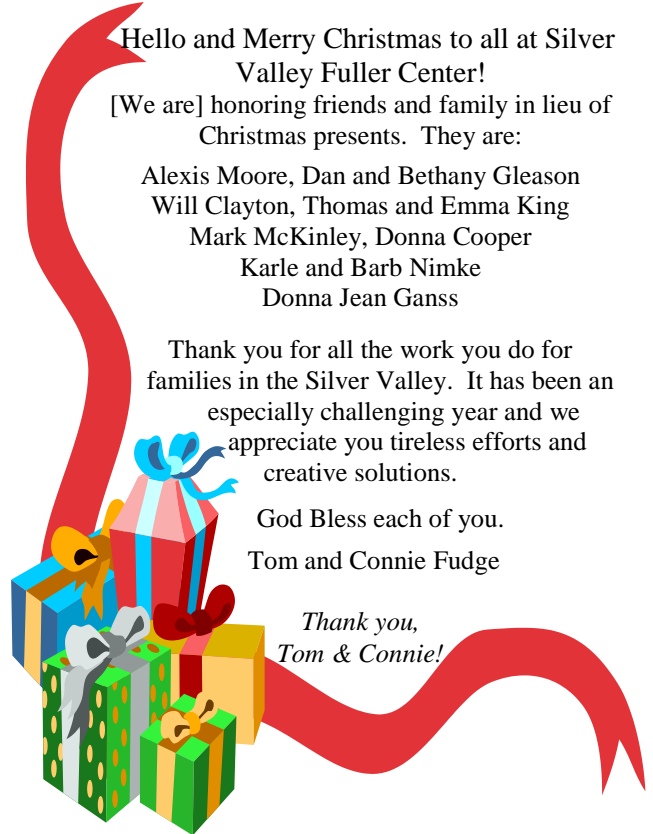 Hello and Merry Christmas to all at Silver
Valley Fuller Center!
[We are] honoring friends and family in lieu of
Christmas presents.  They are:
Alexis Moore, Dan and Bethany Gleason
Will Clayton, Thomas and Emma King
Mark McKinley, Donna Cooper
Karle and Barb Nimke
Donna Jean Ganss
Thank you for all the work you do for
families in the Silver Valley.  It has been an
especially challenging year and we
appreciate you tireless efforts and
creative solutions.
God Bless each of you.
Tom and Connie Fudge
Thank you,
Tom & Connie!